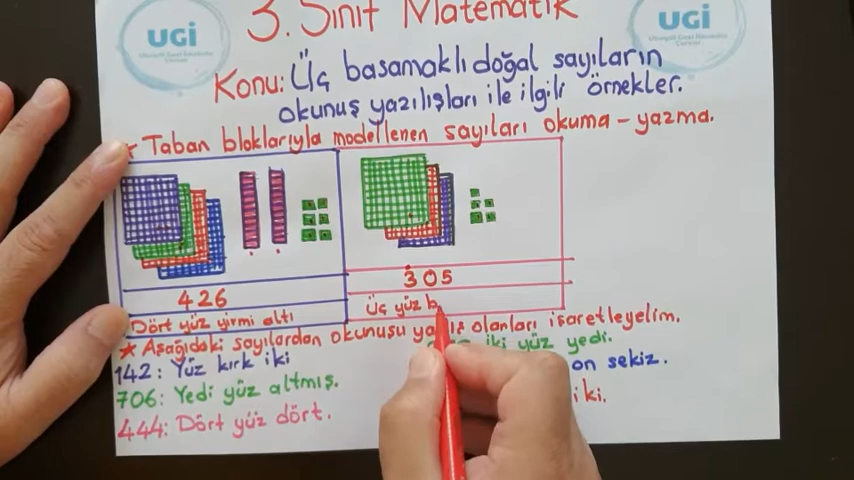 3. Sınıf Matematik
UGİ
UGİ
Konu: Üç basamaklı doğal sayıların
okunuş yazılışları ile ilgili örnekler.
★ Taban bloklarıyla modellenen sayıları okuma - yazma.
426
305
Dört yüz yirmi altı
Üç yüz b
★ Aşağıdaki sayılardan okunuşu yanlış olanları işaretleyelim.
142: Yüz kırk iki
iki yüz yedi.
706: Yedi yüz altmış.
on sekiz.
444: Dört yüz dört.
iki.